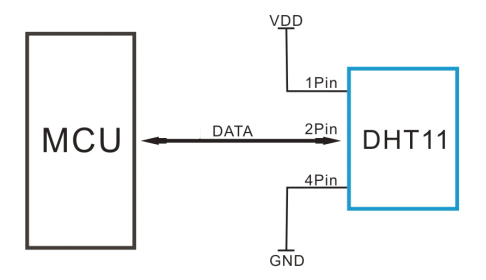 VDD
1Pin
MCU
DATA
2Pin
DHT11
4Pin
GND